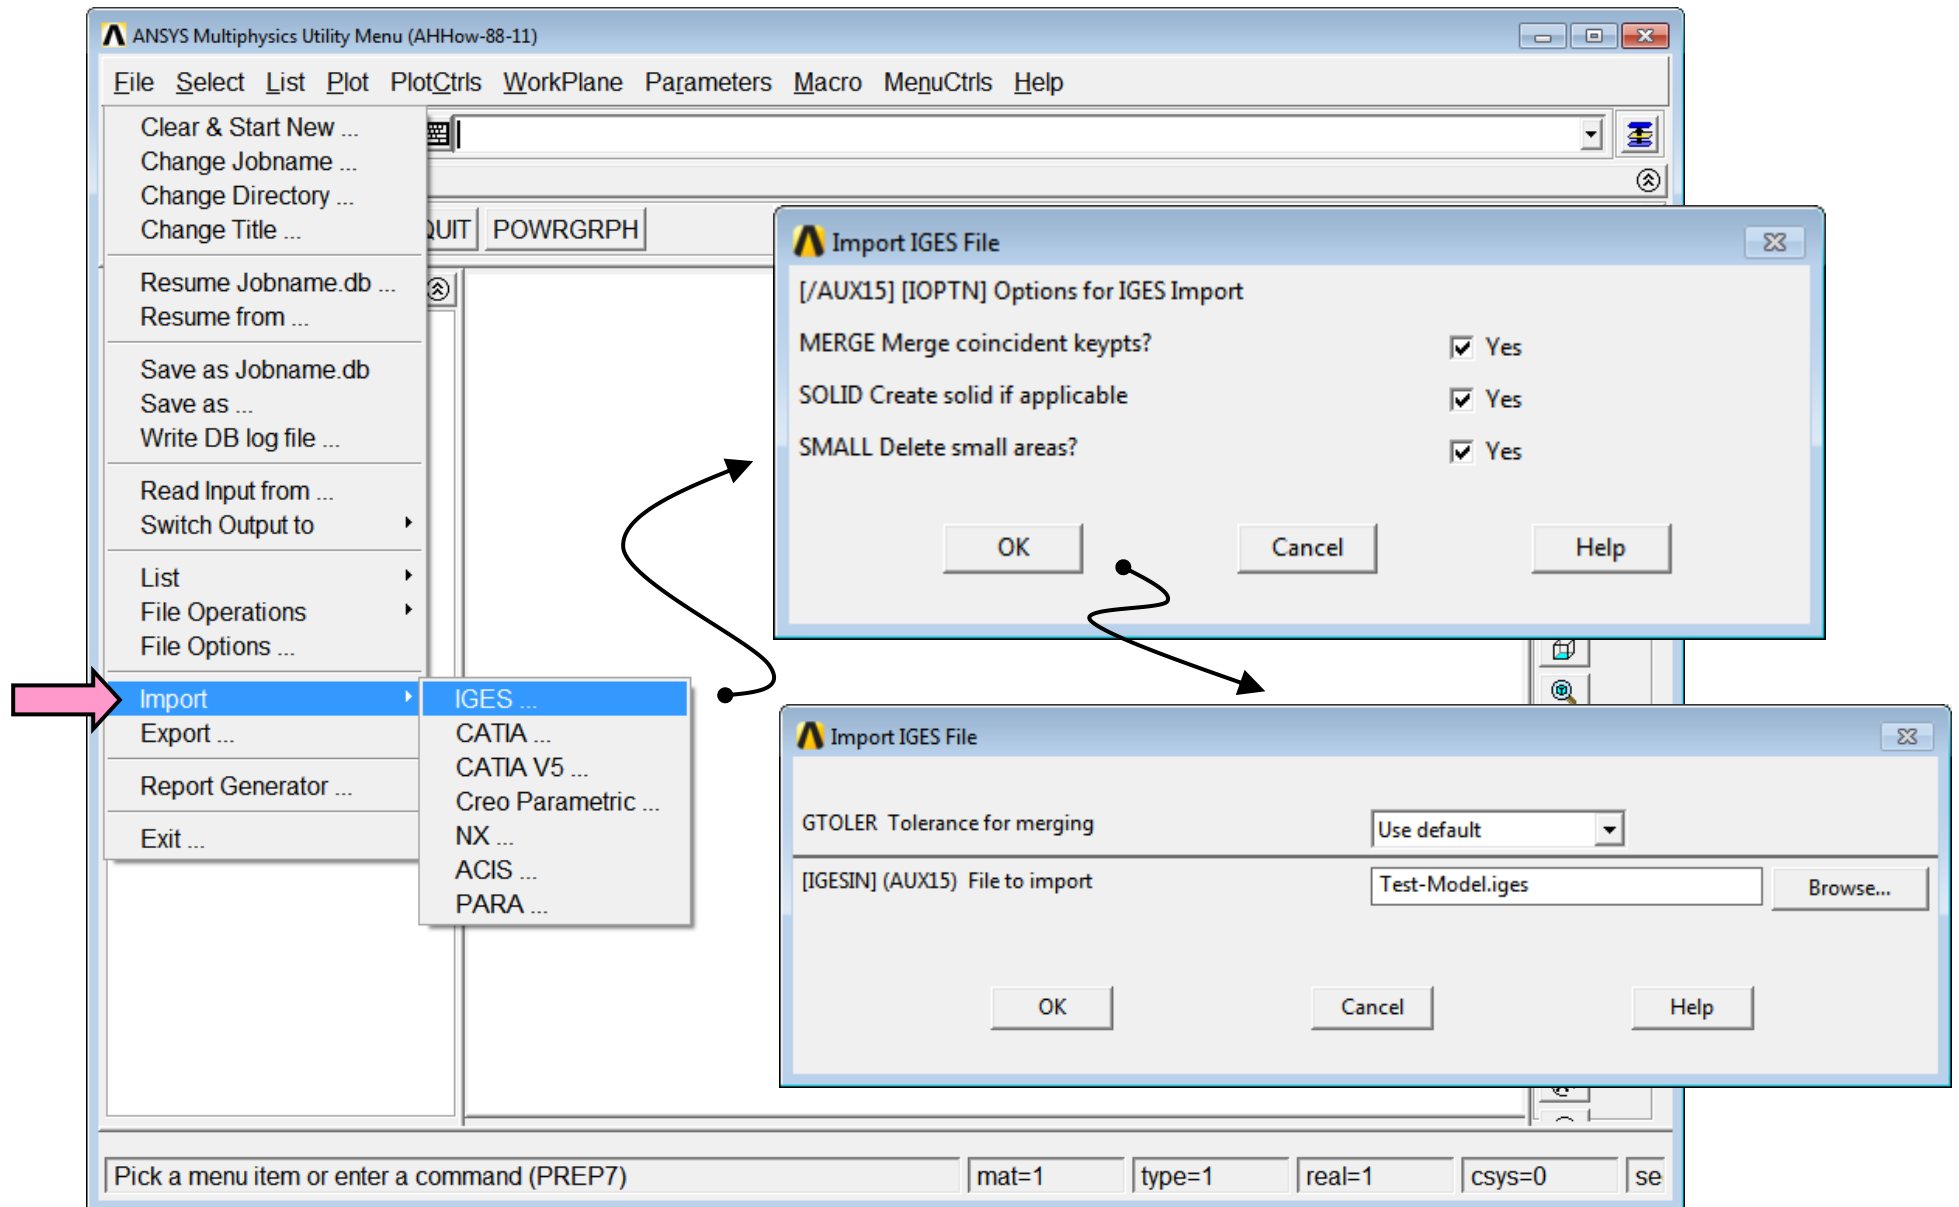 ANSYS Multiphysics Utility Menu (AHHow-88-11)
File Select List Plot PlotCtrls WorkPlane Parameters Macro MenuCtrls Help
Clear & Start New ...
Change Jobname ...
Change Directory ...
Change Title ...
QUIT POWRGRPH
Resume Jobname.db ...
Resume from ...
Save as Jobname.db
Save as ...
Write DB log file ...
Read Input from ...
Switch Output to
List
File Operations
File Options ...
Import
Export ...
Report Generator ...
Exit ...
IGES ...
CATIA ...
CATIA V5 ...
Creo Parametric ...
NX ...
ACIS ...
PARA ...
Import IGES File
[/AUX15] [IOPTN] Options for IGES Import
MERGE Merge coincident keypts? Yes
SOLID Create solid if applicable Yes
SMALL Delete small areas? Yes
OK Cancel Help
Import IGES File
GTOLER Tolerance for merging Use default
[IGESIN] (AUX15) File to import Test-Model.iges Browse...
OK Cancel Help
Pick a menu item or enter a command (PREP7) mat=1 type=1 real=1 csys=0 se